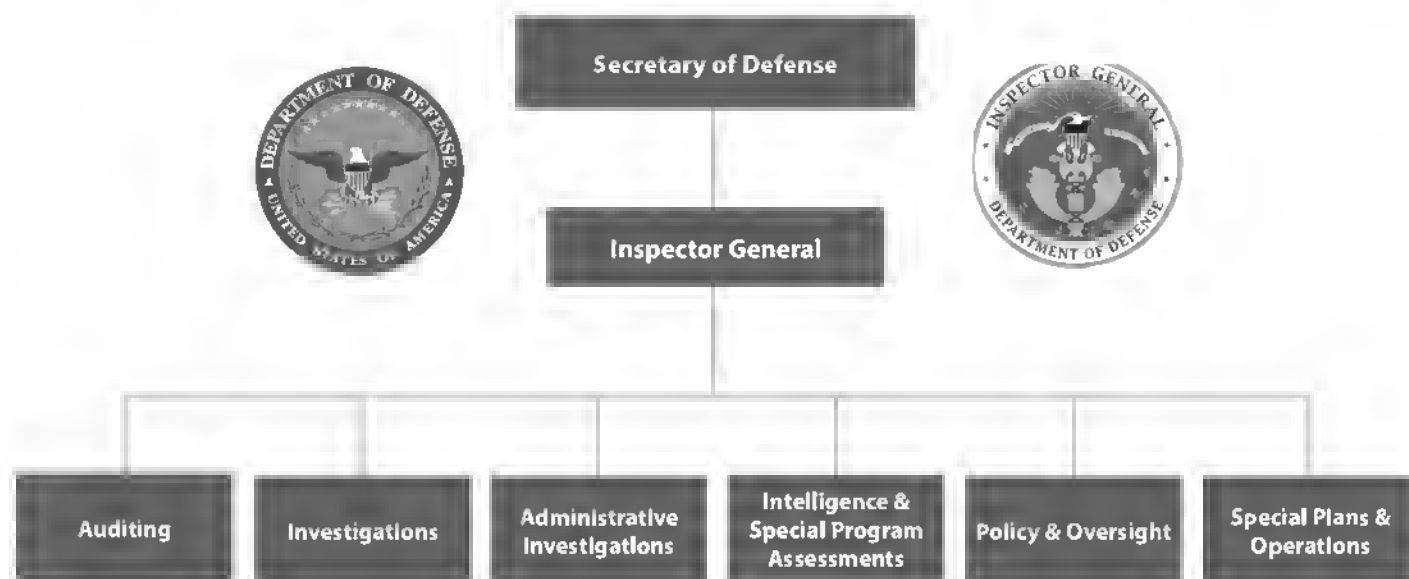 Secretary of Defense
DEPARTMENT OF DEFENSE
UNITED STATES OF AMERICA
INSPECTOR GENERAL
DEPARTMENT OF DEFENSE
Inspector General
Auditing
Investigations
Administrative
Investigations
Intelligence &
Special Program
Assessments
Policy & Oversight
Special Plans &
Operations